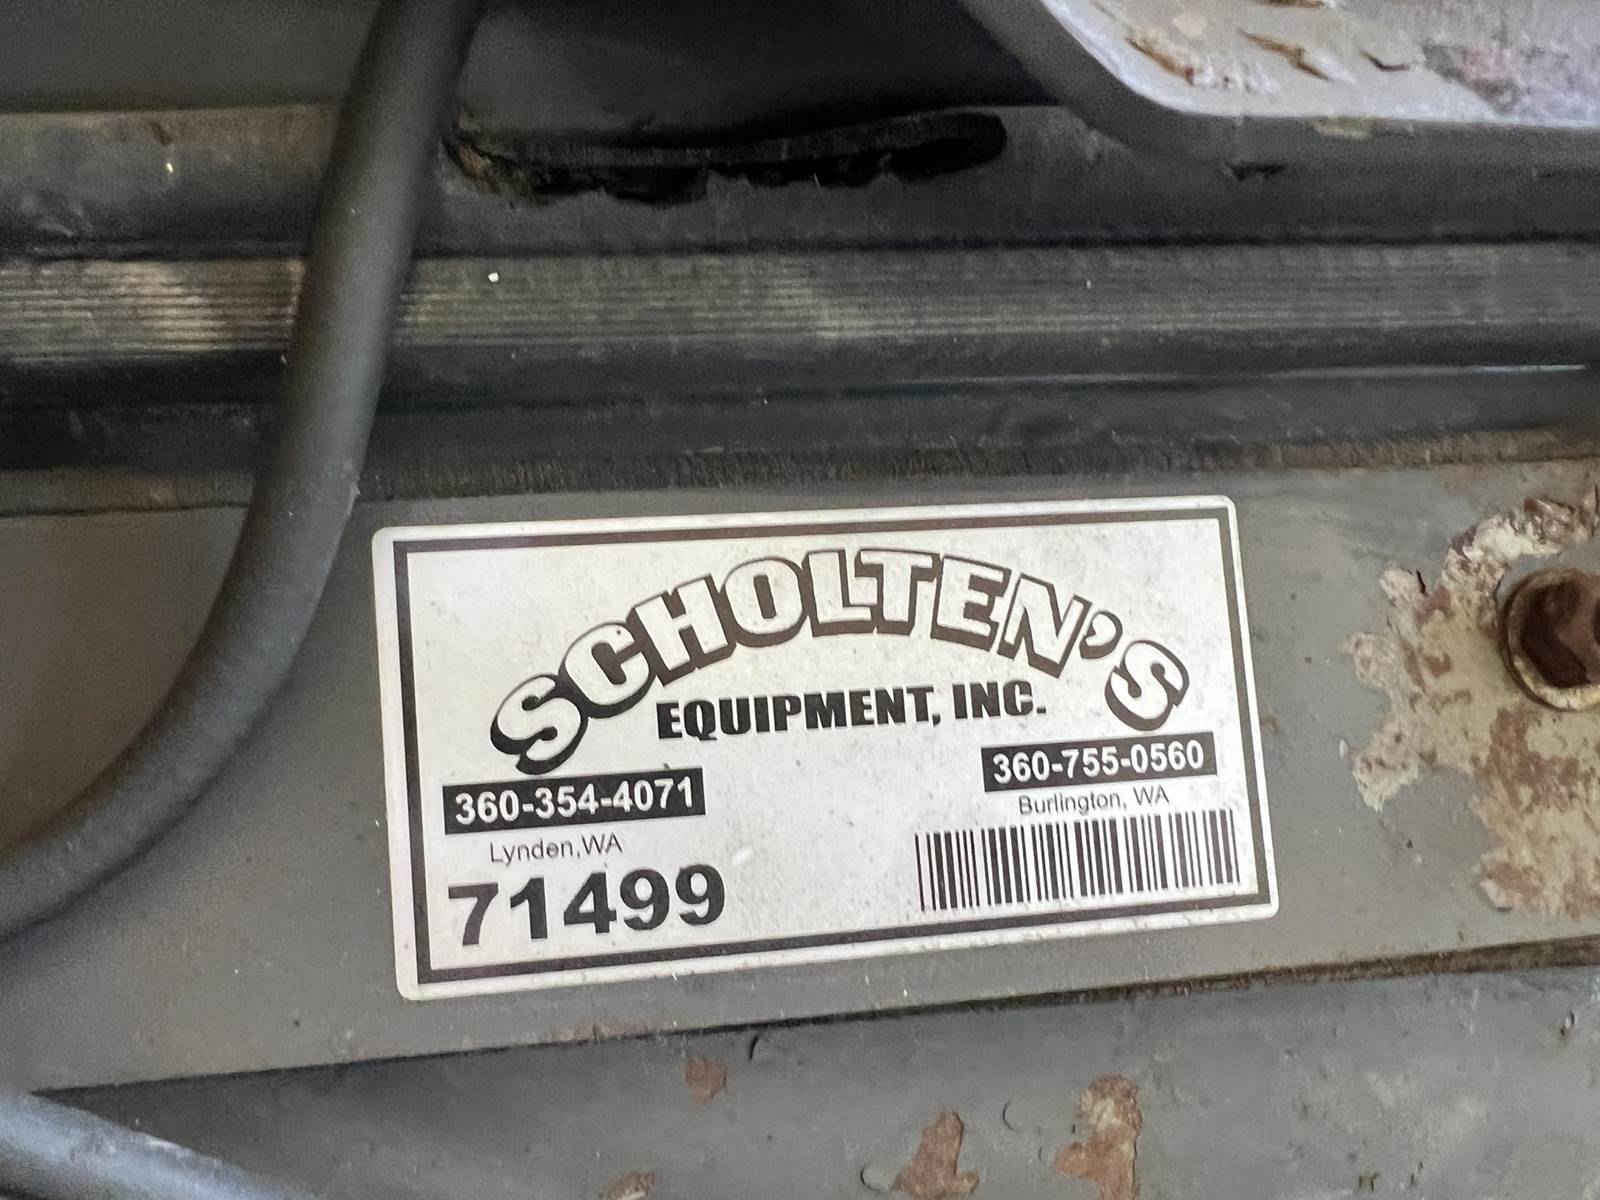 SCHOLTEN'S
EQUIPMENT, INC.
360-354-4071
Lynden,WA
360-755-0560
Burlington, WA
71499